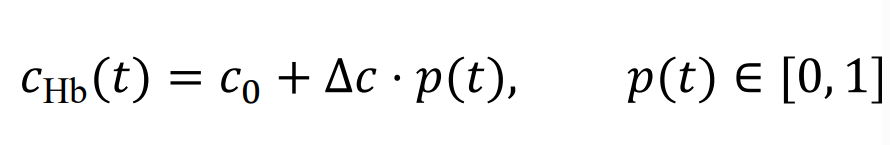 c_Hb(t) = c_0 + Δc · p(t),    p(t) ∈ [0, 1]